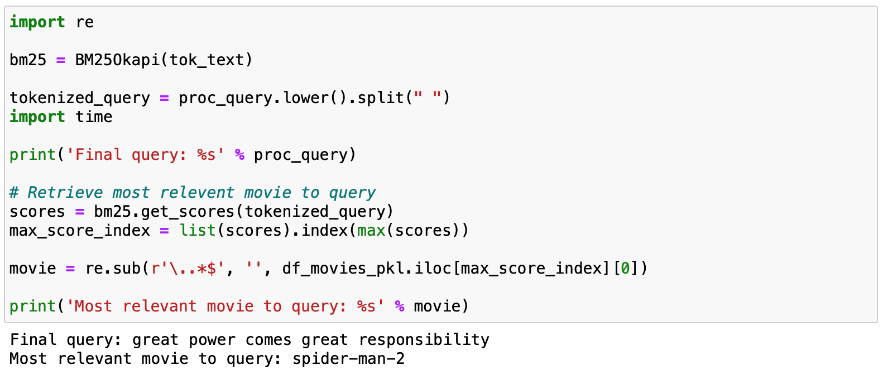 import re
bm25 = BM25Okapi(tok_text)
tokenized_query = proc_query.lower().split(" ")
import time
print('Final query: %s' % proc_query)
# Retrieve most relevent movie to query
scores = bm25.get_scores(tokenized_query)
max_score_index = list(scores).index(max(scores))
movie = re.sub(r'\..*$', '', df_movies_pkl.iloc[max_score_index][0])
print('Most relevant movie to query: %s' % movie)
Final query: great power comes great responsibility
Most relevant movie to query: spider-man-2